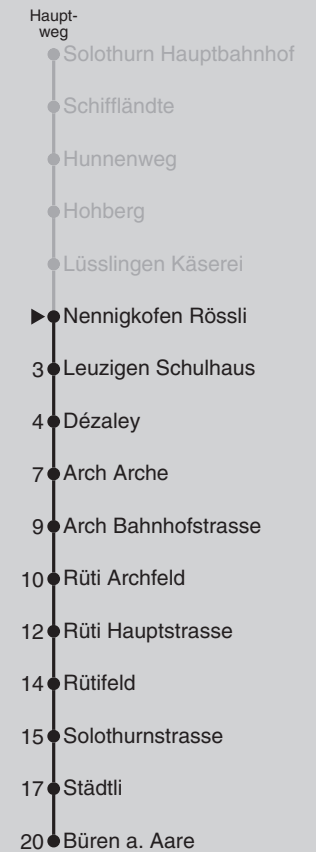 Haupt-
weg
Solothurn Hauptbahnhof
Schiffländte
Hunnenweg
Hohberg
Lüsslingen Käserei
Nennigkofen Rössli
3 Leuzigen Schulhaus
4 Dézaley
7 Arch Arche
9 Arch Bahnhofstrasse
10 Rüti Archfeld
12 Rüti Hauptstrasse
14 Rütifeld
15 Solothurnstrasse
17 Städtli
20 Büren a. Aare